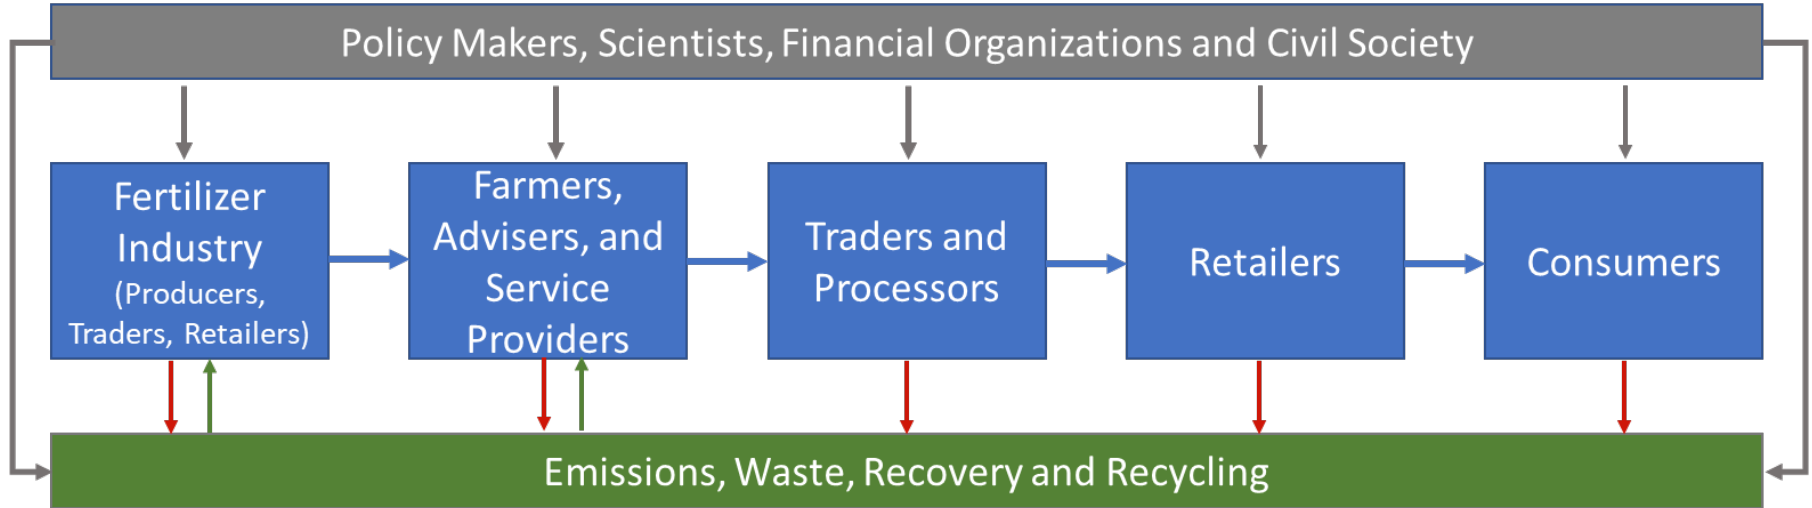 Policy Makers, Scientists, Financial Organizations and Civil Society
Fertilizer
Industry
(Producers,
Traders, Retailers)
Farmers,
Advisers, and
Service
Providers
Traders and
Processors
Retailers
Consumers
Emissions, Waste, Recovery and Recycling